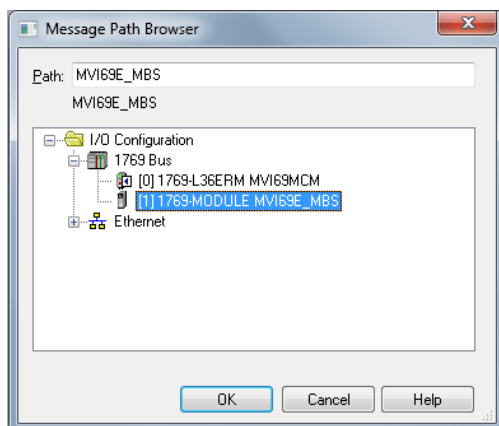 Message Path Browser
Path: MVI69E_MBS
MVI69E_MBS
I/O Configuration
1769 Bus
[0] 1769-L36ERM MVI69MCM
[1] 1769-MODULE MVI69E_MBS
Ethernet
OK Cancel Help